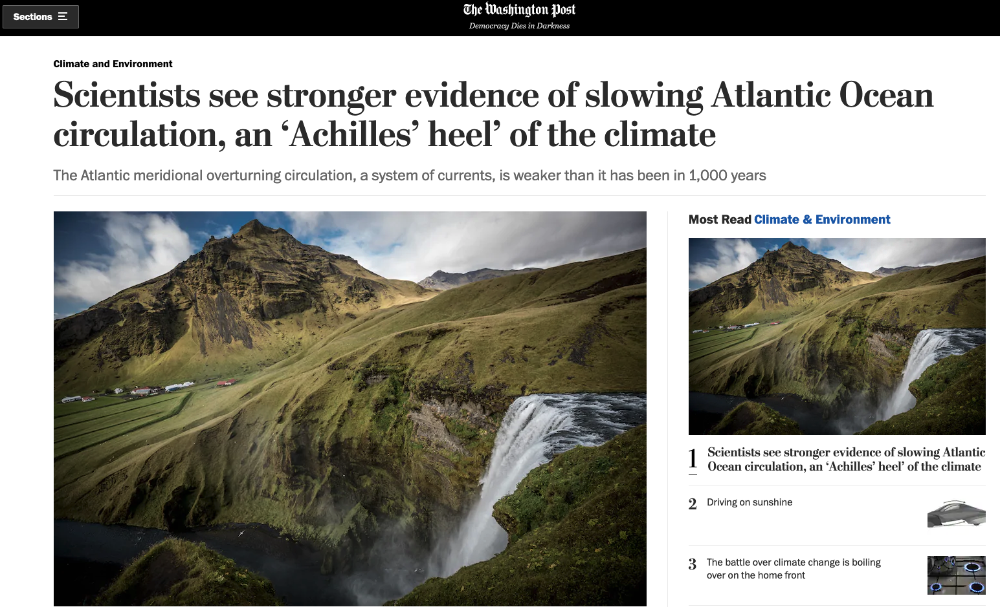 Sections
The Washington Post
Democracy Dies in Darkness
Climate and Environment
Scientists see stronger evidence of slowing Atlantic Ocean
circulation, an ‘Achilles’ heel’ of the climate
The Atlantic meridional overturning circulation, a system of currents, is weaker than it has been in 1,000 years
Most Read Climate & Environment
1 Scientists see stronger evidence of slowing Atlantic
Ocean circulation, an ‘Achilles’ heel’ of the climate
2 Driving on sunshine
3 The battle over climate change is boiling
over on the home front